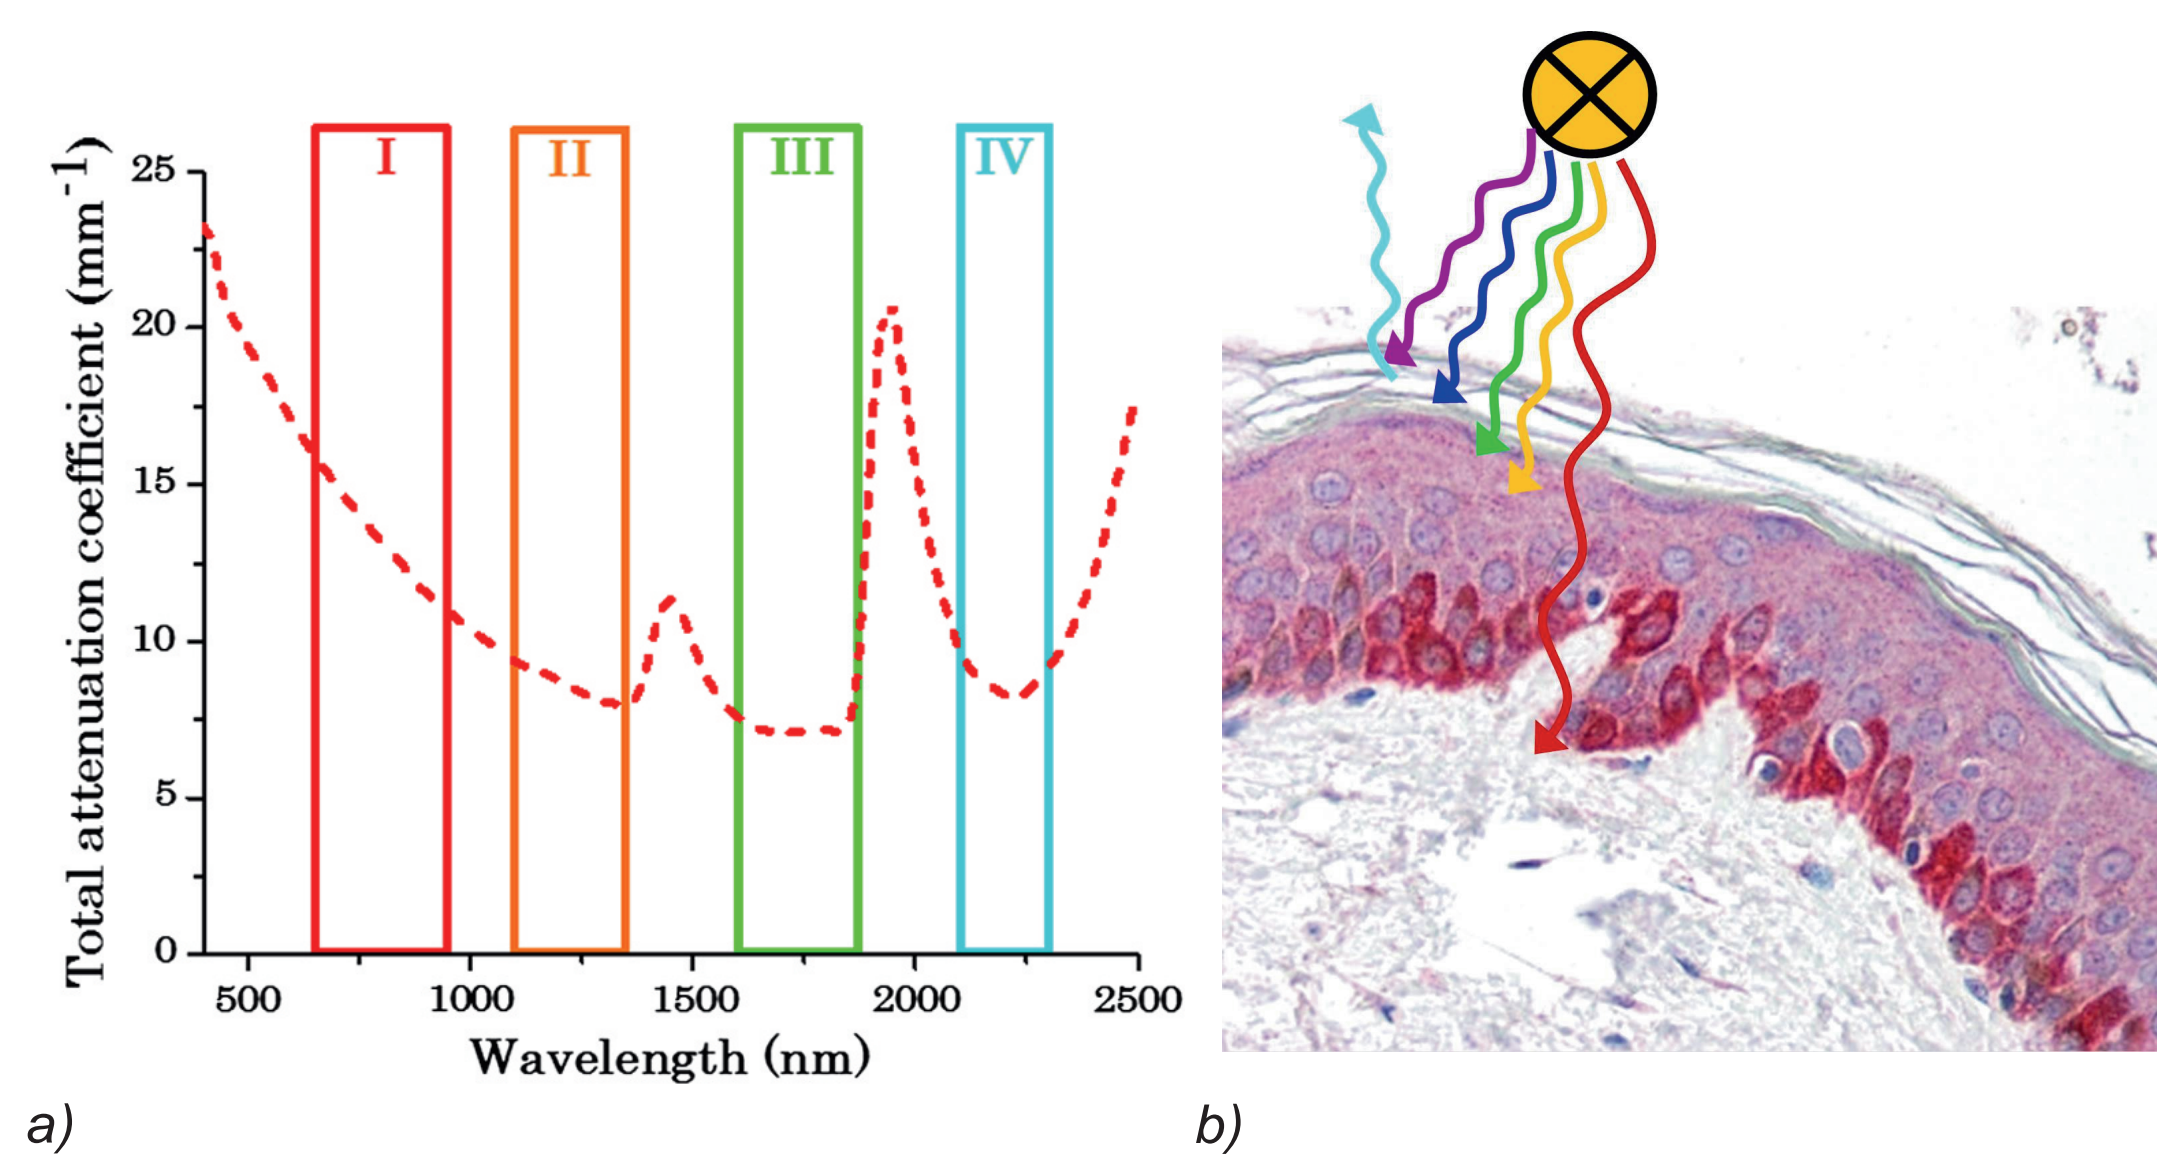 I II III IV
Total attenuation coefficient (mm⁻¹)
25
20
15
10
5
0
500 1000 1500 2000 2500
Wavelength (nm)
a)
b)